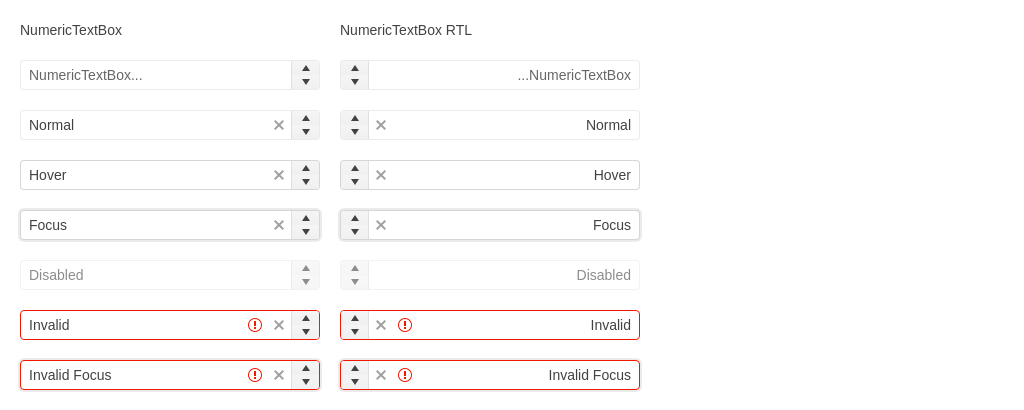 NumericTextBox
NumericTextBox RTL
NumericTextBox...
...NumericTextBox
Normal
Normal
Hover
Hover
Focus
Focus
Disabled
Disabled
Invalid
Invalid
Invalid Focus
Invalid Focus